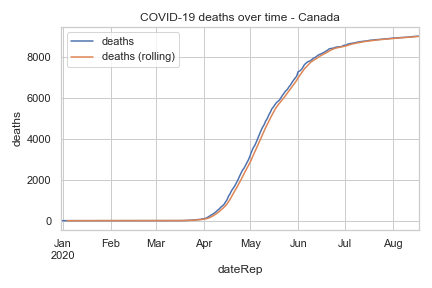 COVID-19 deaths over time - Canada
deaths
deaths (rolling)
deaths
8000
6000
4000
2000
0
Jan Feb Mar Apr May Jun Jul Aug
2020
dateRep